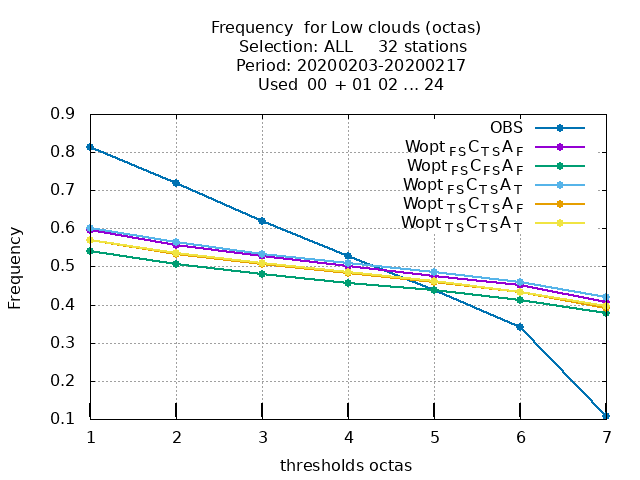 Frequency  for Low clouds (octas)
Selection: ALL     32 stations
Period: 20200203-20200217
Used  00  + 01 02 ... 24
Frequency
0.9
0.8
0.7
0.6
0.5
0.4
0.3
0.2
0.1
OBS
Wopt FS C TS A F
Wopt FS C FS A F
Wopt FS C TS A T
Wopt TS C TS A F
Wopt TS C TS A T
1 2 3 4 5 6 7
thresholds octas